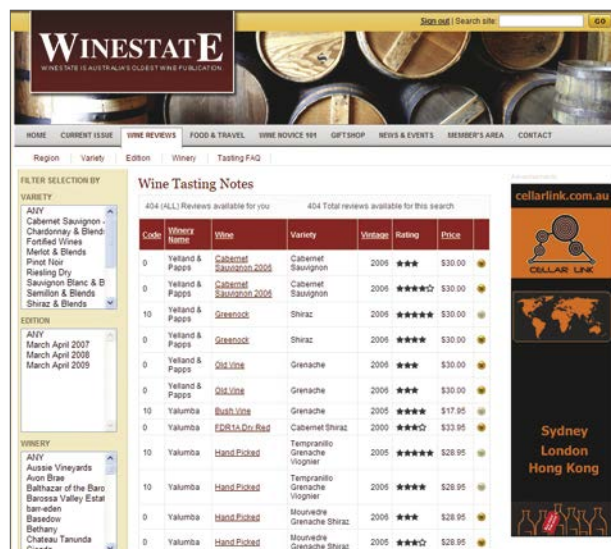 Sign out | Search site: GO
WINESTATE
WINESTATE IS AUSTRALIA'S OLDEST WINE PUBLICATION.
HOME CURRENT ISSUE WINE REVIEWS FOOD & TRAVEL WINE NOVICE 101 GIFTSHOP NEWS & EVENTS MEMBER'S AREA CONTACT
Region Variety Edition Winery Tasting FAQ
FILTER SELECTION BY
VARIETY
ANY
Cabernet Sauvignon
Chardonnay & Blend
Fortified Wines
Merlot & Blends
Pinot Noir
Riesling Dry
Sauvignon Blanc & B
Semillon & Blends
Shiraz & Blends
EDITION
ANY
March April 2007
March April 2008
March April 2009
WINERY
ANY
Aussie Vineyards
Avon Brae
Balthazar of the Baro
Barossa Valley Estat
barr-eden
Basedow
Bethany
Chateau Tanunda
Wine Tasting Notes
404 (ALL) Reviews available for you 404 Total reviews available for this search
Code Winery Name Wine Variety Vintage Rating Price
0 Yelland & Papps Cabernet Sauvignon 2006 Cabernet Sauvignon 2006 ★★★ $30.00
0 Yelland & Papps Cabernet Sauvignon 2006 Cabernet Sauvignon 2006 ★★★★☆ $30.00
10 Yelland & Papps Greenock Shiraz 2006 ★★★★★ $30.00
0 Yelland & Papps Greenock Shiraz 2006 ★★★★ $30.00
0 Yelland & Papps Old Vine Grenache 2006 ★★★ $30.00
0 Yelland & Papps Old Vine Grenache 2006 ★★★ $30.00
10 Yalumba Bush Vine Grenache 2005 ★★★★ $17.95
0 Yalumba FDR1A Dry Red Cabernet Shiraz 2000 ★★★☆ $33.95
10 Yalumba Hand Picked Tempranillo Grenache Viognier 2005 ★★★★★ $28.95
10 Yalumba Hand Picked Tempranillo Grenache Viognier 2006 ★★★★ $28.95
0 Yalumba Hand Picked Mourvedre Grenache Shiraz 2006 ★★★ $28.95
0 Yalumba Hand Picked Mourvedre Grenache Shiraz 2005 ★★★☆ $28.95
cellarlink.com.au
CELLAR LINK
Sydney
London
Hong Kong